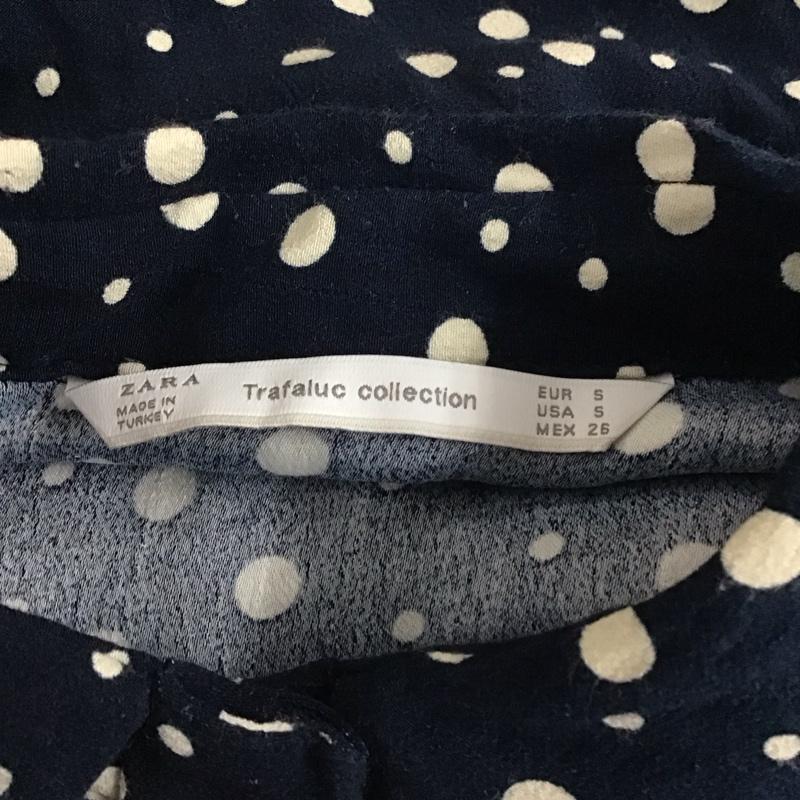 ZARA
MADE IN
TURKEY
Trafaluc collection
EUR S
USA S
MEX 26